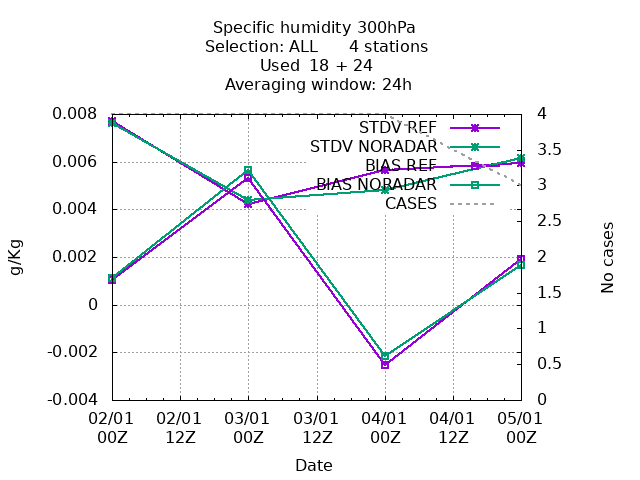 Specific humidity 300hPa
Selection: ALL 4 stations
Used 18 + 24
Averaging window: 24h
0.008
0.006
0.004
0.002
0
-0.002
-0.004
g/Kg
STDV REF
STDV NORADAR
BIAS REF
BIAS NORADAR
CASES
4
3.5
3
2.5
2
1.5
1
0.5
0
No cases
02/01 02/01 03/01 03/01 04/01 04/01 05/01
00Z 12Z 00Z 12Z 00Z 12Z 00Z
Date